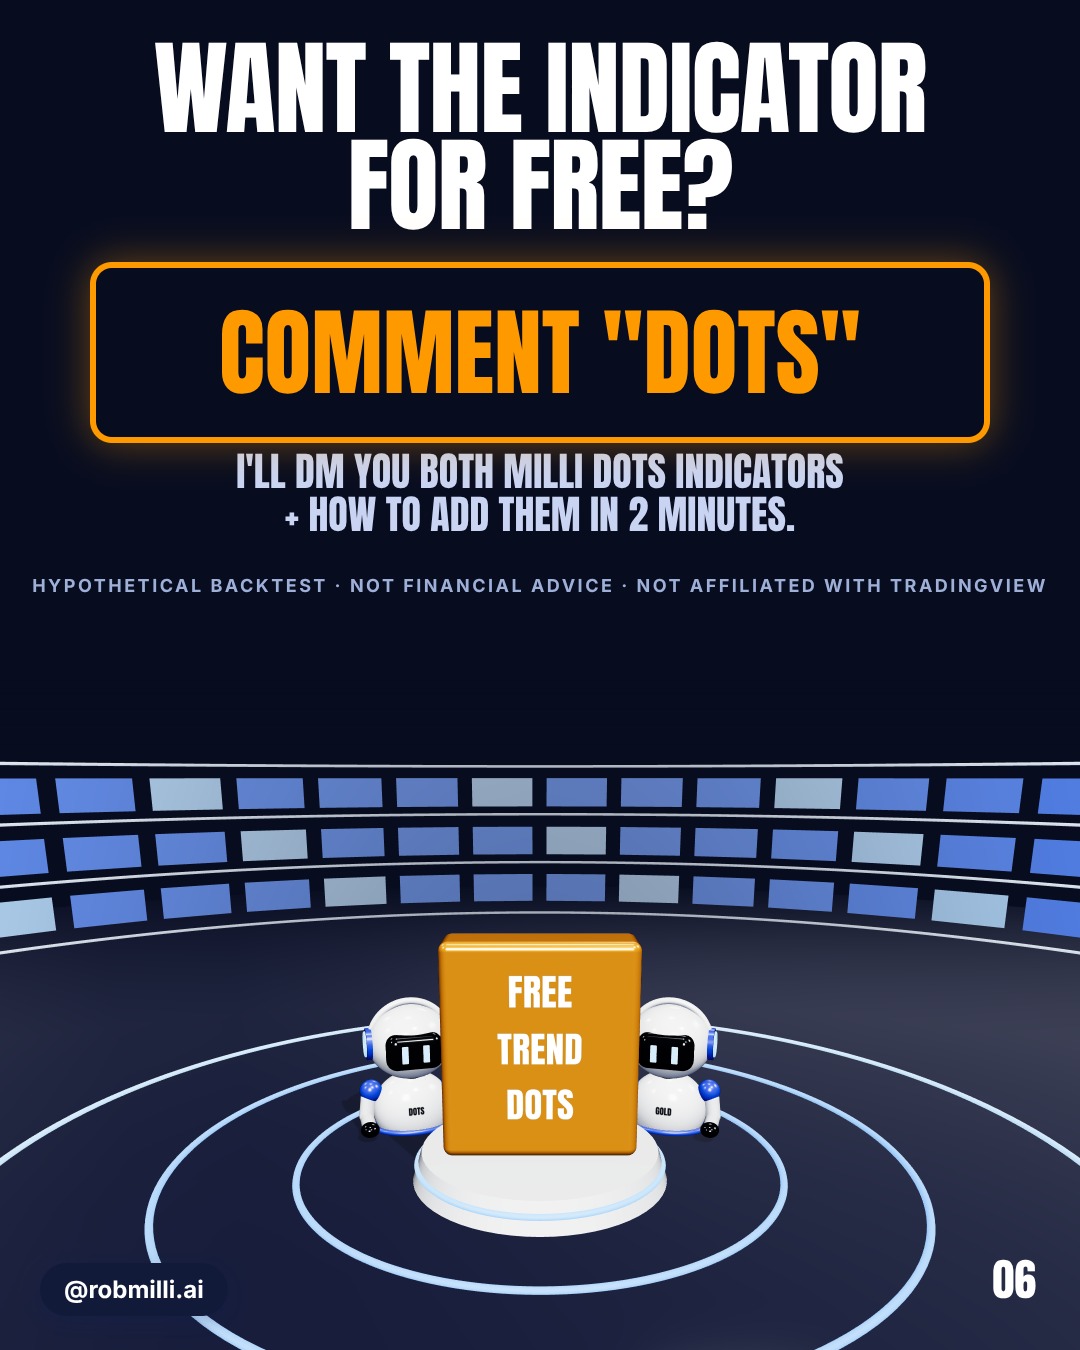 WANT THE INDICATOR
FOR FREE?
COMMENT "DOTS"
I'LL DM YOU BOTH MILLI DOTS INDICATORS
+ HOW TO ADD THEM IN 2 MINUTES.
HYPOTHETICAL BACKTEST · NOT FINANCIAL ADVICE · NOT AFFILIATED WITH TRADINGVIEW
FREE
TREND
DOTS
DOTS
GOLD
@robmilli.ai
06